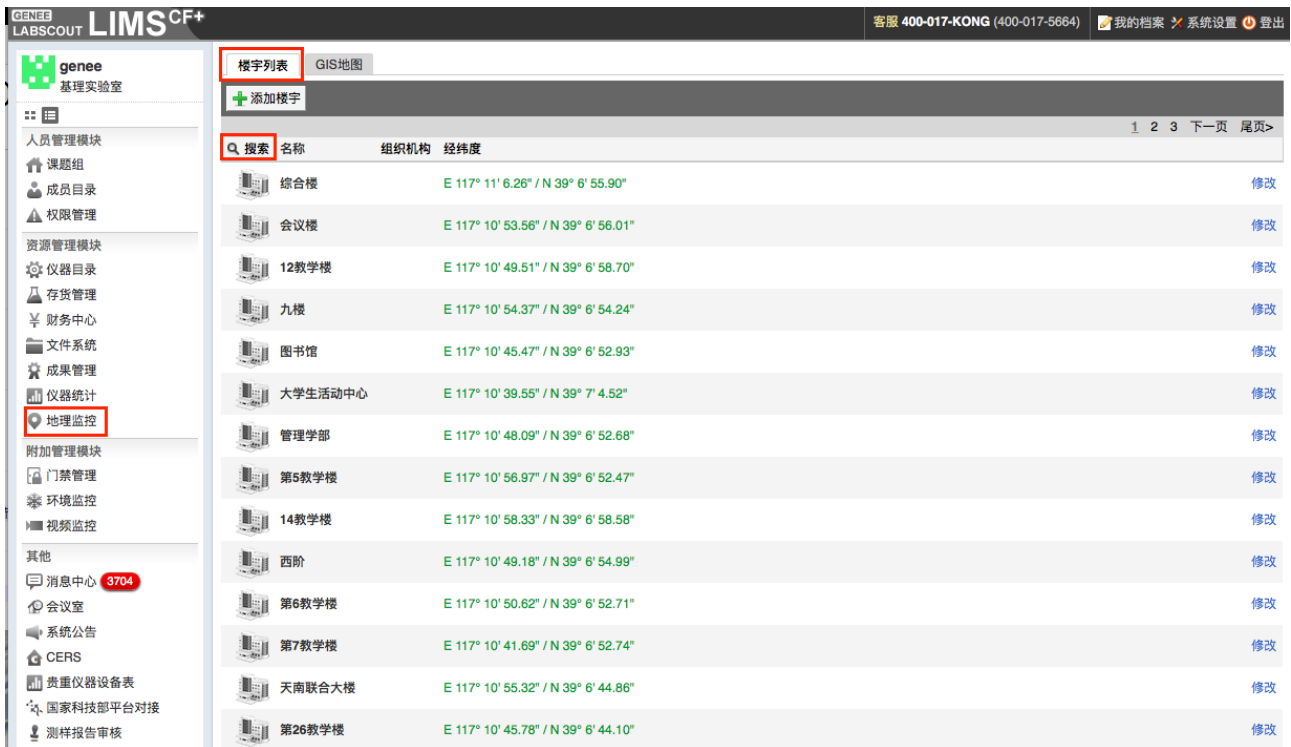 GENEE
LABSCOUT LIMS CF+
客服 400-017-KONG (400-017-5664) 我的档案 系统设置 登出
genee
基理实验室
人员管理模块
课题组
成员目录
权限管理
资源管理模块
仪器目录
存货管理
财务中心
文件系统
成果管理
仪器统计
地理监控
附加管理模块
门禁管理
环境监控
视频监控
其他
消息中心 3704
会议室
系统公告
CERS
贵重仪器设备表
国家科技部平台对接
测样报告审核
楼宇列表 GIS地图
添加楼宇
1 2 3 下一页 尾页>
搜索 名称 组织机构 经纬度
综合楼 E 117° 11' 6.26" / N 39° 6' 55.90" 修改
会议楼 E 117° 10' 53.56" / N 39° 6' 56.01" 修改
12教学楼 E 117° 10' 49.51" / N 39° 6' 58.70" 修改
九楼 E 117° 10' 54.37" / N 39° 6' 54.24" 修改
图书馆 E 117° 10' 45.47" / N 39° 6' 52.93" 修改
大学生活动中心 E 117° 10' 39.55" / N 39° 7' 4.52" 修改
管理学部 E 117° 10' 48.09" / N 39° 6' 52.68" 修改
第5教学楼 E 117° 10' 56.97" / N 39° 6' 52.47" 修改
14教学楼 E 117° 10' 58.33" / N 39° 6' 58.58" 修改
西阶 E 117° 10' 49.18" / N 39° 6' 54.99" 修改
第6教学楼 E 117° 10' 50.62" / N 39° 6' 52.71" 修改
第7教学楼 E 117° 10' 41.69" / N 39° 6' 52.74" 修改
天南联合大楼 E 117° 10' 55.32" / N 39° 6' 44.86" 修改
第26教学楼 E 117° 10' 45.78" / N 39° 6' 44.10" 修改